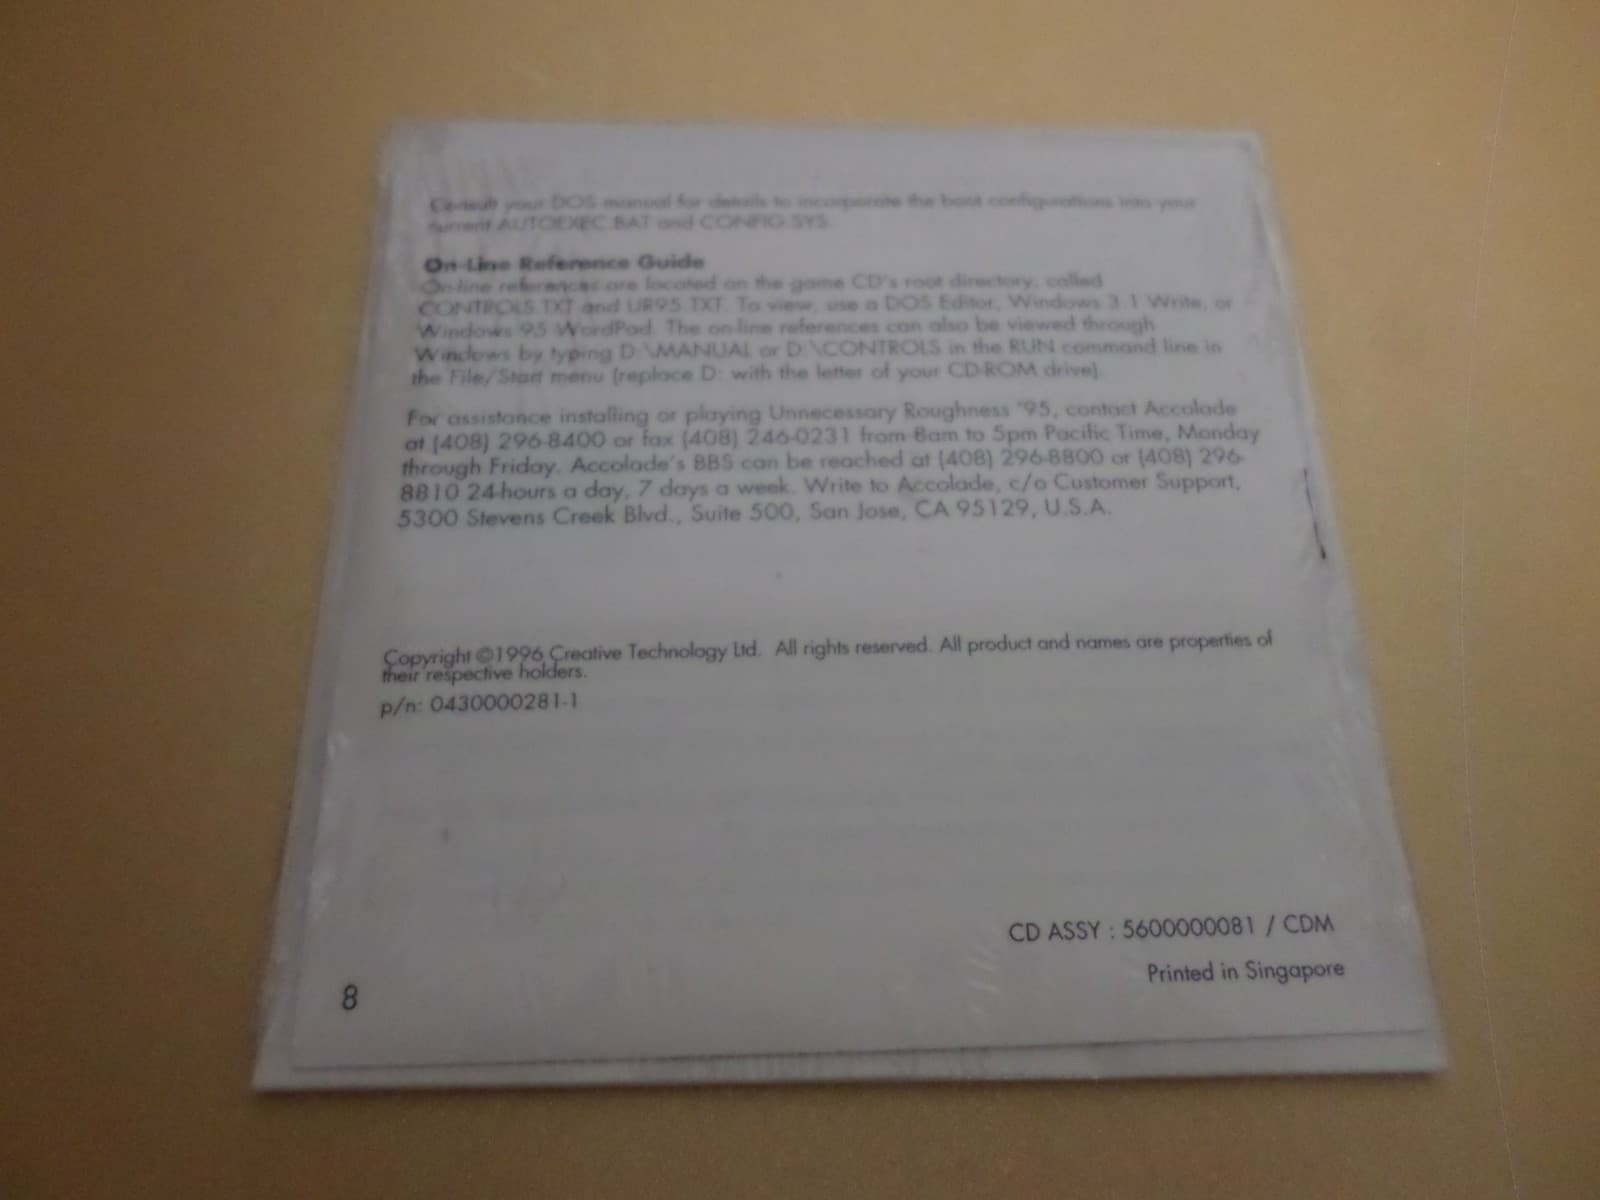 Consult your DOS manual for details to incorporate the boot configurations into your
current AUTOEXEC.BAT and CONFIG.SYS.
On-Line Reference Guide
On-line references are located on the game CD's root directory, called
CONTROLS.TXT and UR95.TXT. To view, use a DOS Editor, Windows 3.1 Write, or
Windows 95 WordPad. The on-line references can also be viewed through
Windows by typing D:\MANUAL or D:\CONTROLS in the RUN command line in
the File/Start menu (replace D: with the letter of your CD-ROM drive).
For assistance installing or playing Unnecessary Roughness '95, contact Accolade
at (408) 296-8400 or fax (408) 246-0231 from 8am to 5pm Pacific Time, Monday
through Friday. Accolade's BBS can be reached at (408) 296-8800 or (408) 296-
8810 24-hours a day, 7 days a week. Write to Accolade, c/o Customer Support,
5300 Stevens Creek Blvd., Suite 500, San Jose, CA 95129, U.S.A.
Copyright ©1996 Creative Technology Ltd. All rights reserved. All product and names are properties of
their respective holders.
p/n: 0430000281-1
CD ASSY : 5600000081 / CDM
Printed in Singapore
8